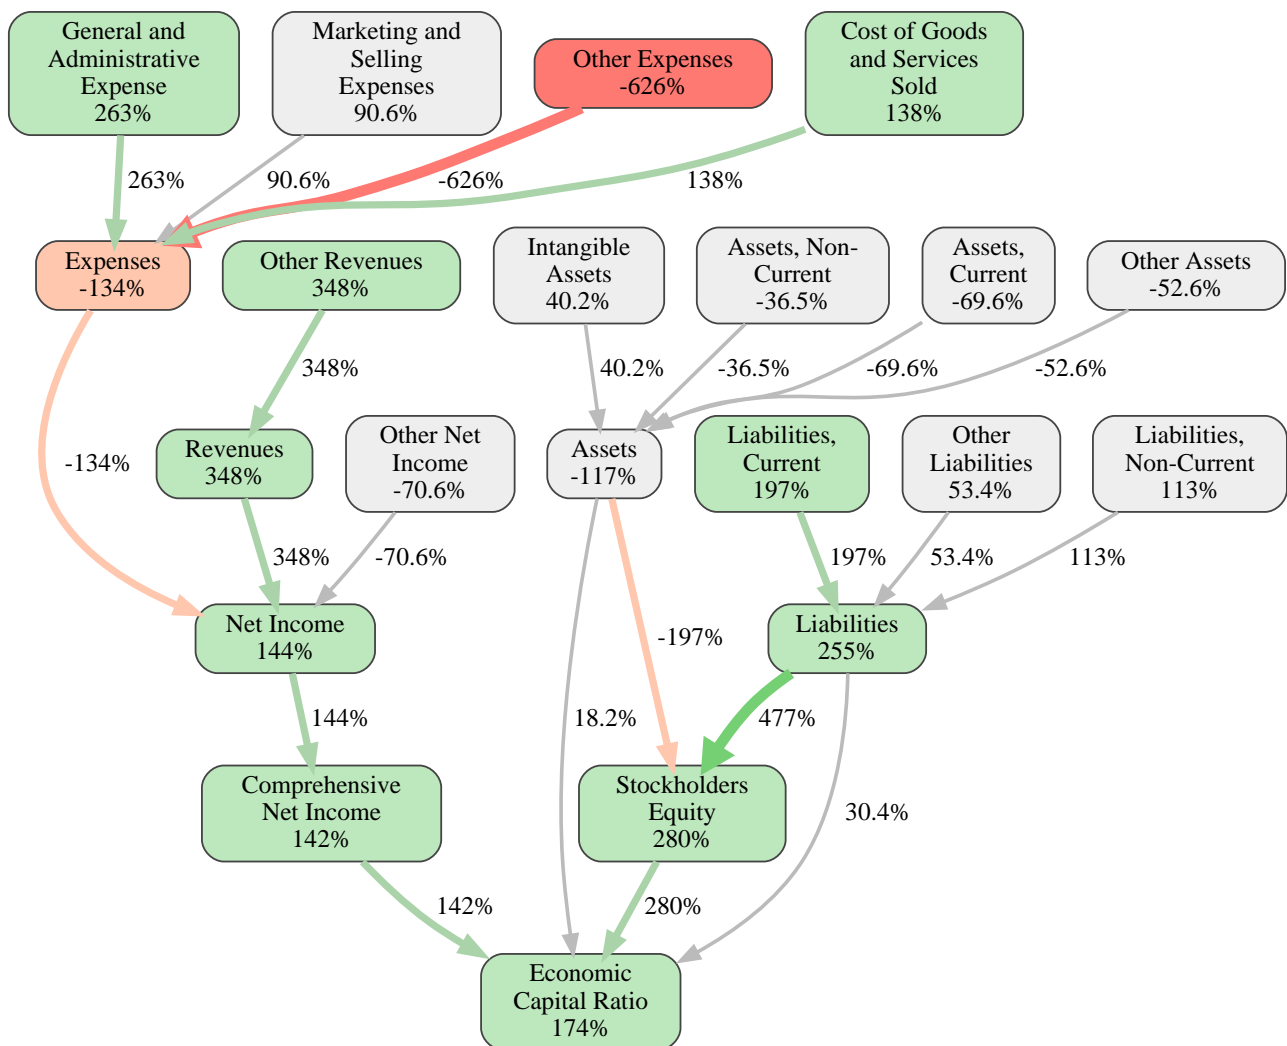 General and
Administrative
Expense
263%
Marketing and
Selling
Expenses
90.6%
Other Expenses
-626%
Cost of Goods
and Services
Sold
138%
263%
90.6%
-626%
138%
Expenses
-134%
Other Revenues
348%
Intangible
Assets
40.2%
Assets, Non-
Current
-36.5%
Assets,
Current
-69.6%
Other Assets
-52.6%
348%
40.2%
-36.5%
-69.6%
-52.6%
-134%
Revenues
348%
Other Net
Income
-70.6%
Assets
-117%
Liabilities,
Current
197%
Other
Liabilities
53.4%
Liabilities,
Non-Current
113%
348%
-70.6%
197%
53.4%
113%
Net Income
144%
-197%
Liabilities
255%
144%
18.2%
477%
Comprehensive
Net Income
142%
Stockholders
Equity
280%
30.4%
142%
280%
Economic
Capital Ratio
174%